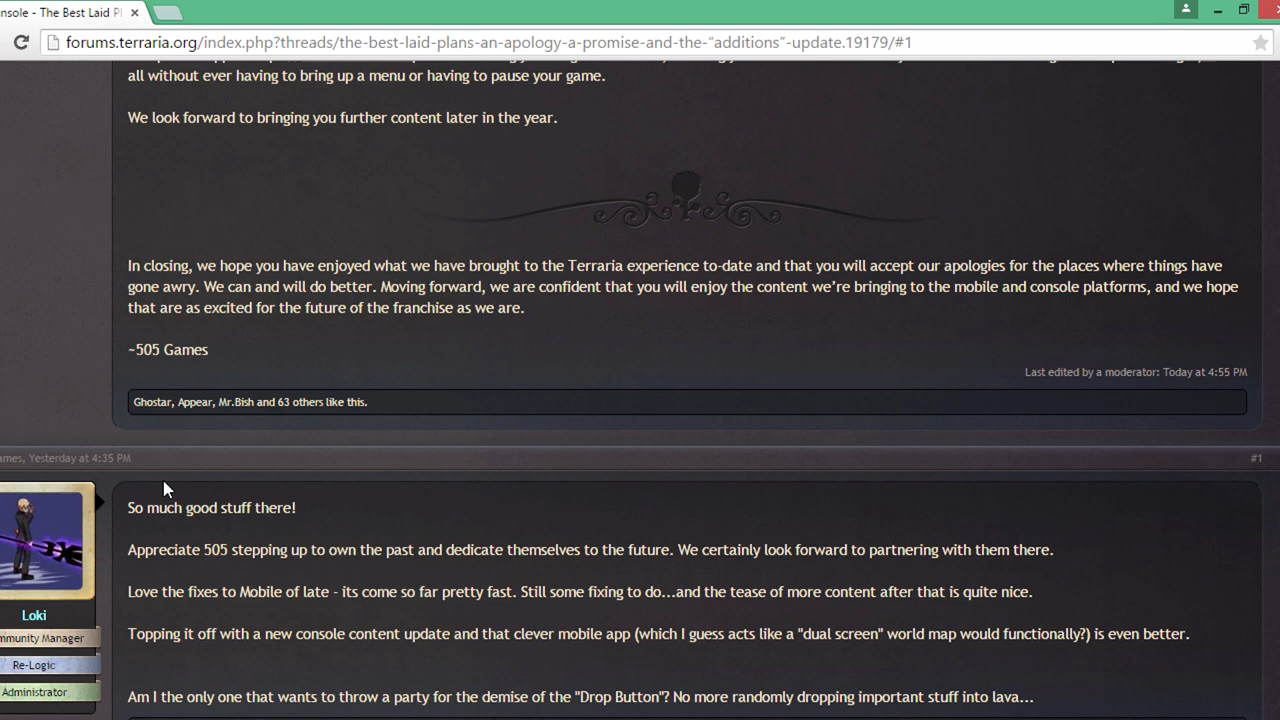 nsole - The Best Laid Pl
forums.terraria.org/index.php?threads/the-best-laid-plans-an-apology-a-promise-and-the-“additions”-update.19179/#1
all without ever having to bring up a menu or having to pause your game.
We look forward to bringing you further content later in the year.
In closing, we hope you have enjoyed what we have brought to the Terraria experience to-date and that you will accept our apologies for the places where things have
gone awry. We can and will do better. Moving forward, we are confident that you will enjoy the content we’re bringing to the mobile and console platforms, and we hope
that are as excited for the future of the franchise as we are.
~505 Games
Last edited by a moderator: Today at 4:55 PM
Ghostar, Appear, Mr.Bish and 63 others like this.
ames, Yesterday at 4:35 PM
#1
So much good stuff there!
Appreciate 505 stepping up to own the past and dedicate themselves to the future. We certainly look forward to partnering with them there.
Love the fixes to Mobile of late - its come so far pretty fast. Still some fixing to do...and the tease of more content after that is quite nice.
Loki
mmunity Manager
Topping it off with a new console content update and that clever mobile app (which I guess acts like a "dual screen" world map would functionally?) is even better.
Re-Logic
Administrator
Am I the only one that wants to throw a party for the demise of the "Drop Button"? No more randomly dropping important stuff into lava...